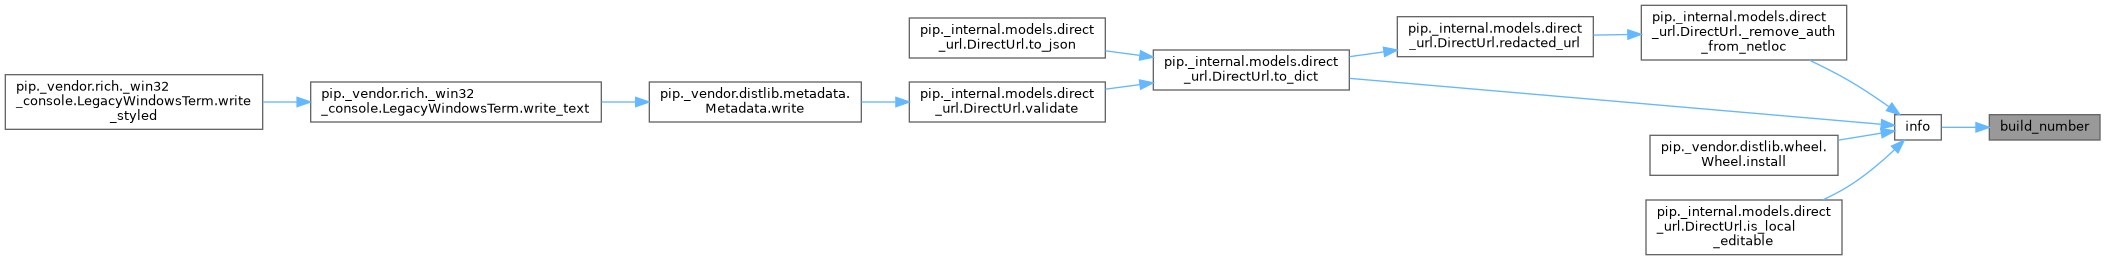 pip._vendor.rich._win32
_console.LegacyWindowsTerm.write
_styled
pip._vendor.rich._win32
_console.LegacyWindowsTerm.write_text
pip._vendor.distlib.metadata.
Metadata.write
pip._internal.models.direct
_url.DirectUrl.to_json
pip._internal.models.direct
_url.DirectUrl.validate
pip._internal.models.direct
_url.DirectUrl.to_dict
pip._internal.models.direct
_url.DirectUrl.redacted_url
pip._internal.models.direct
_url.DirectUrl._remove_auth
_from_netloc
pip._vendor.distlib.wheel.
Wheel.install
pip._internal.models.direct
_url.DirectUrl.is_local
_editable
info
build_number